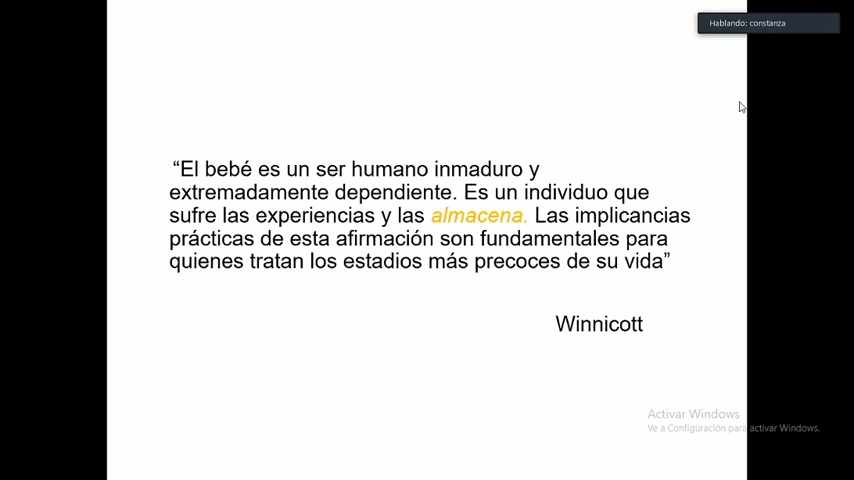 Hablando: constanza
“El bebé es un ser humano inmaduro y
extremadamente dependiente. Es un individuo que
sufre las experiencias y las almacena. Las implicancias
prácticas de esta afirmación son fundamentales para
quienes tratan los estadios más precoces de su vida”
Winnicott
Activar Windows
Ve a Configuración para activar Windows.